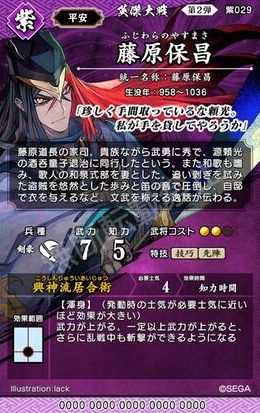 紫
平安
英傑大戦
第2弾
紫029
ふじわらのやすまさ
藤原保昌
統一名称:藤原保昌
生没年:958~1036
「珍しく手間取っているな頼光。
私が手を貸してやろうか」
藤原道長の家司。貴族ながら武勇に秀で、源頼光
の酒呑童子退治に同行したという。また和歌も嗜
み、歌人の和泉式部を妻とした。追い剥ぎを試み
た盗賊を悠然とした歩みと笛の音で圧倒し、自邸
で衣を与えるなど、文武を称える逸話が伝わる。
兵種
剣豪
武力
7
知力
5
武将コスト
特技
技巧
先陣
こうしんりゅういあいじゅつ
興神流居合術
必要士気
4
効果時間
知力時間
効果範囲
【渾身】(発動時の士気が必要士気に近い
ほど効果が大きい)
武力が上がる。一定以上武力が上がると、
さらに乱戦中も斬撃ができるようになる
Illustration:lack
©SEGA
0000-0000-0000-0000-0000